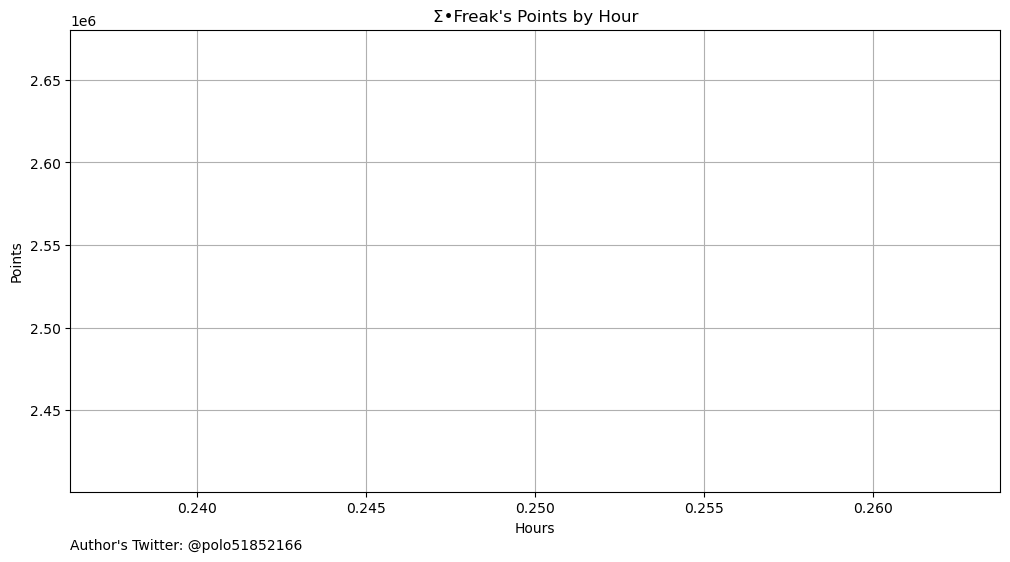 Σ•Freak's Points by Hour
1e6
2.65
2.60
2.55
2.50
2.45
Points
0.240 0.245 0.250 0.255 0.260
Hours
Author's Twitter: @polo51852166